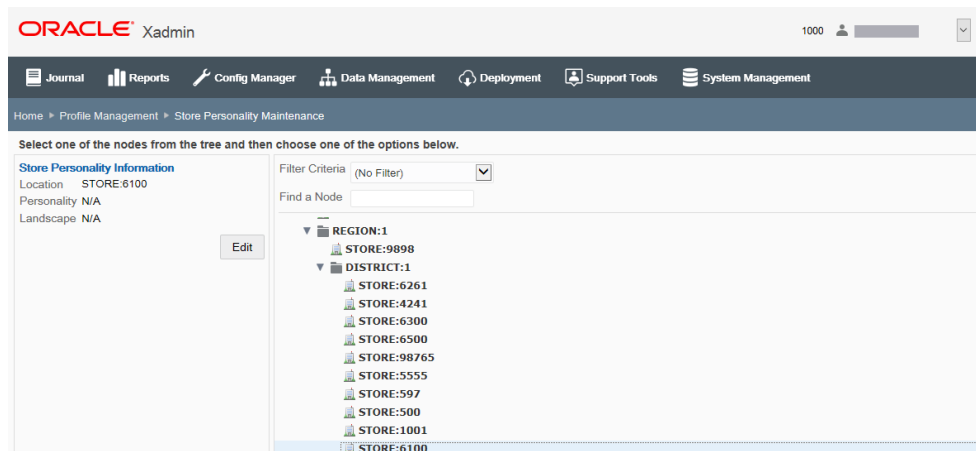 ORACLE Xadmin
1000
Journal Reports Config Manager Data Management Deployment Support Tools System Management
Home Profile Management Store Personality Maintenance
Select one of the nodes from the tree and then choose one of the options below.
Store Personality Information
Location STORE:6100
Personality N/A
Landscape N/A
Edit
Filter Criteria (No Filter)
Find a Node
REGION:1
STORE:9898
DISTRICT:1
STORE:6261
STORE:4241
STORE:6300
STORE:6500
STORE:98765
STORE:5555
STORE:597
STORE:500
STORE:1001
STORE:6100